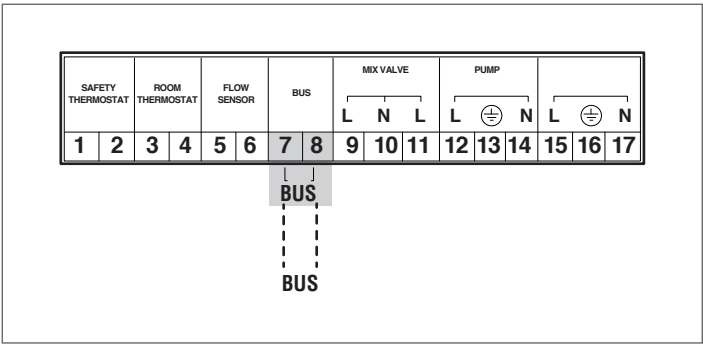 SAFETY THERMOSTAT
ROOM THERMOSTAT
FLOW SENSOR
BUS
MIX VALVE
PUMP
L N L L ⏚ N L ⏚ N
1 2 3 4 5 6 7 8 9 10 11 12 13 14 15 16 17
BUS
BUS